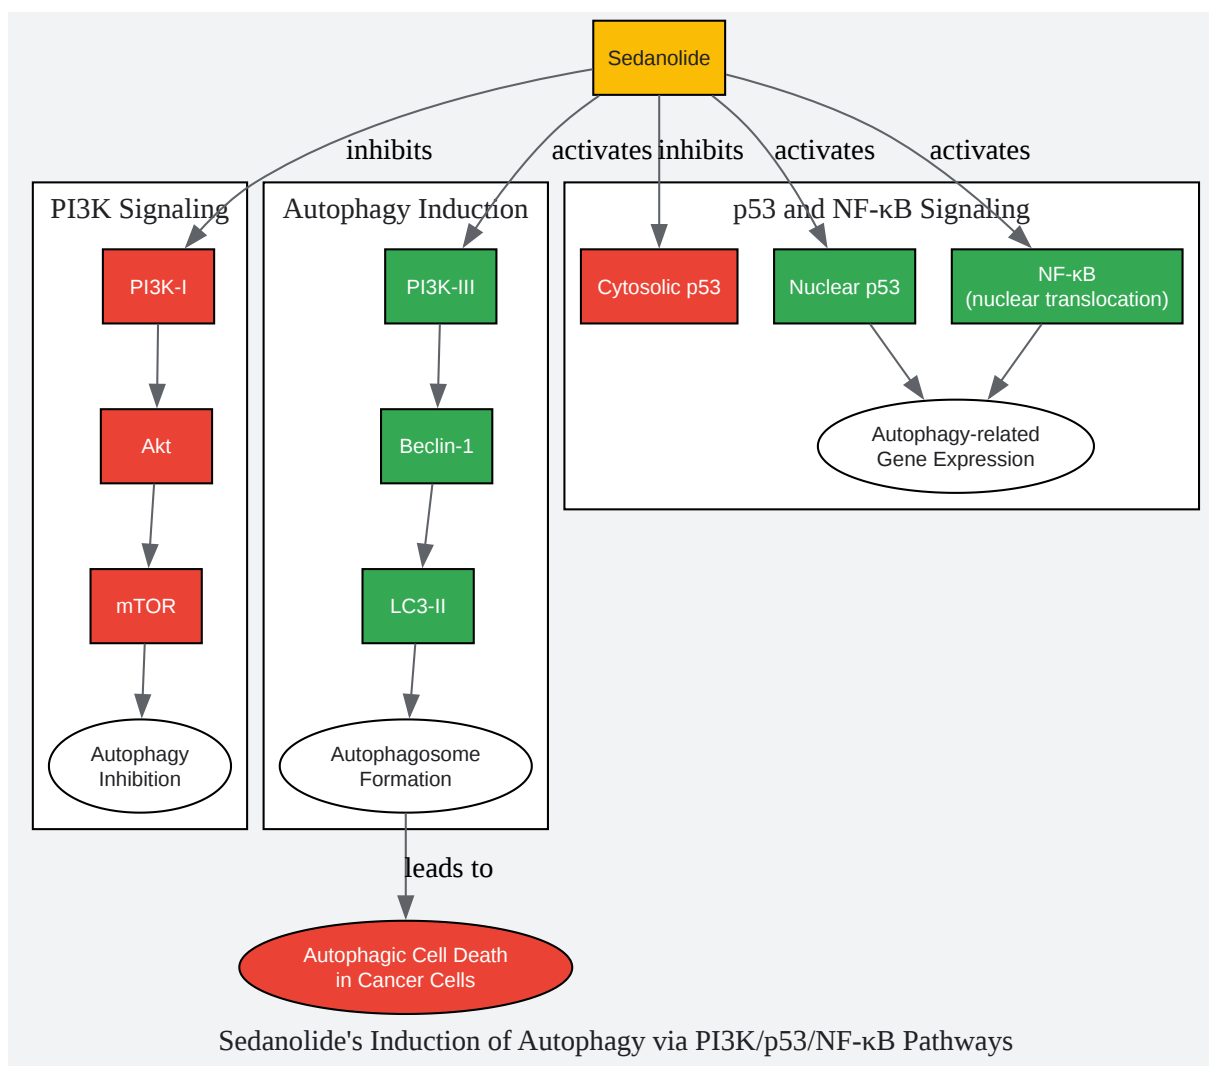 Sedanolide
inhibits
activates
inhibits
activates
activates
PI3K Signaling
Autophagy Induction
p53 and NF-κB Signaling
PI3K-I
PI3K-III
Cytosolic p53
Nuclear p53
NF-κB
(nuclear translocation)
Akt
Beclin-1
Autophagy-related
Gene Expression
mTOR
LC3-II
Autophagy
Inhibition
Autophagosome
Formation
leads to
Autophagic Cell Death
in Cancer Cells
Sedanolide's Induction of Autophagy via PI3K/p53/NF-κB Pathways